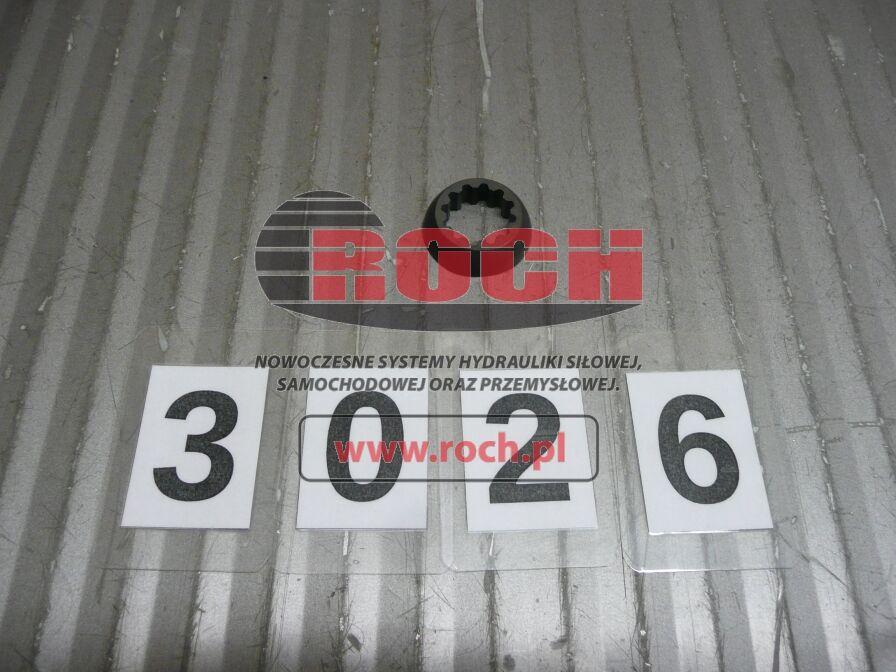 ROCH
NOWOCZESNE SYSTEMY HYDRAULIKI SIŁOWEJ,
SAMOCHODOWEJ ORAZ PRZEMYSŁOWEJ.
3 0 2 6
www.roch.pl